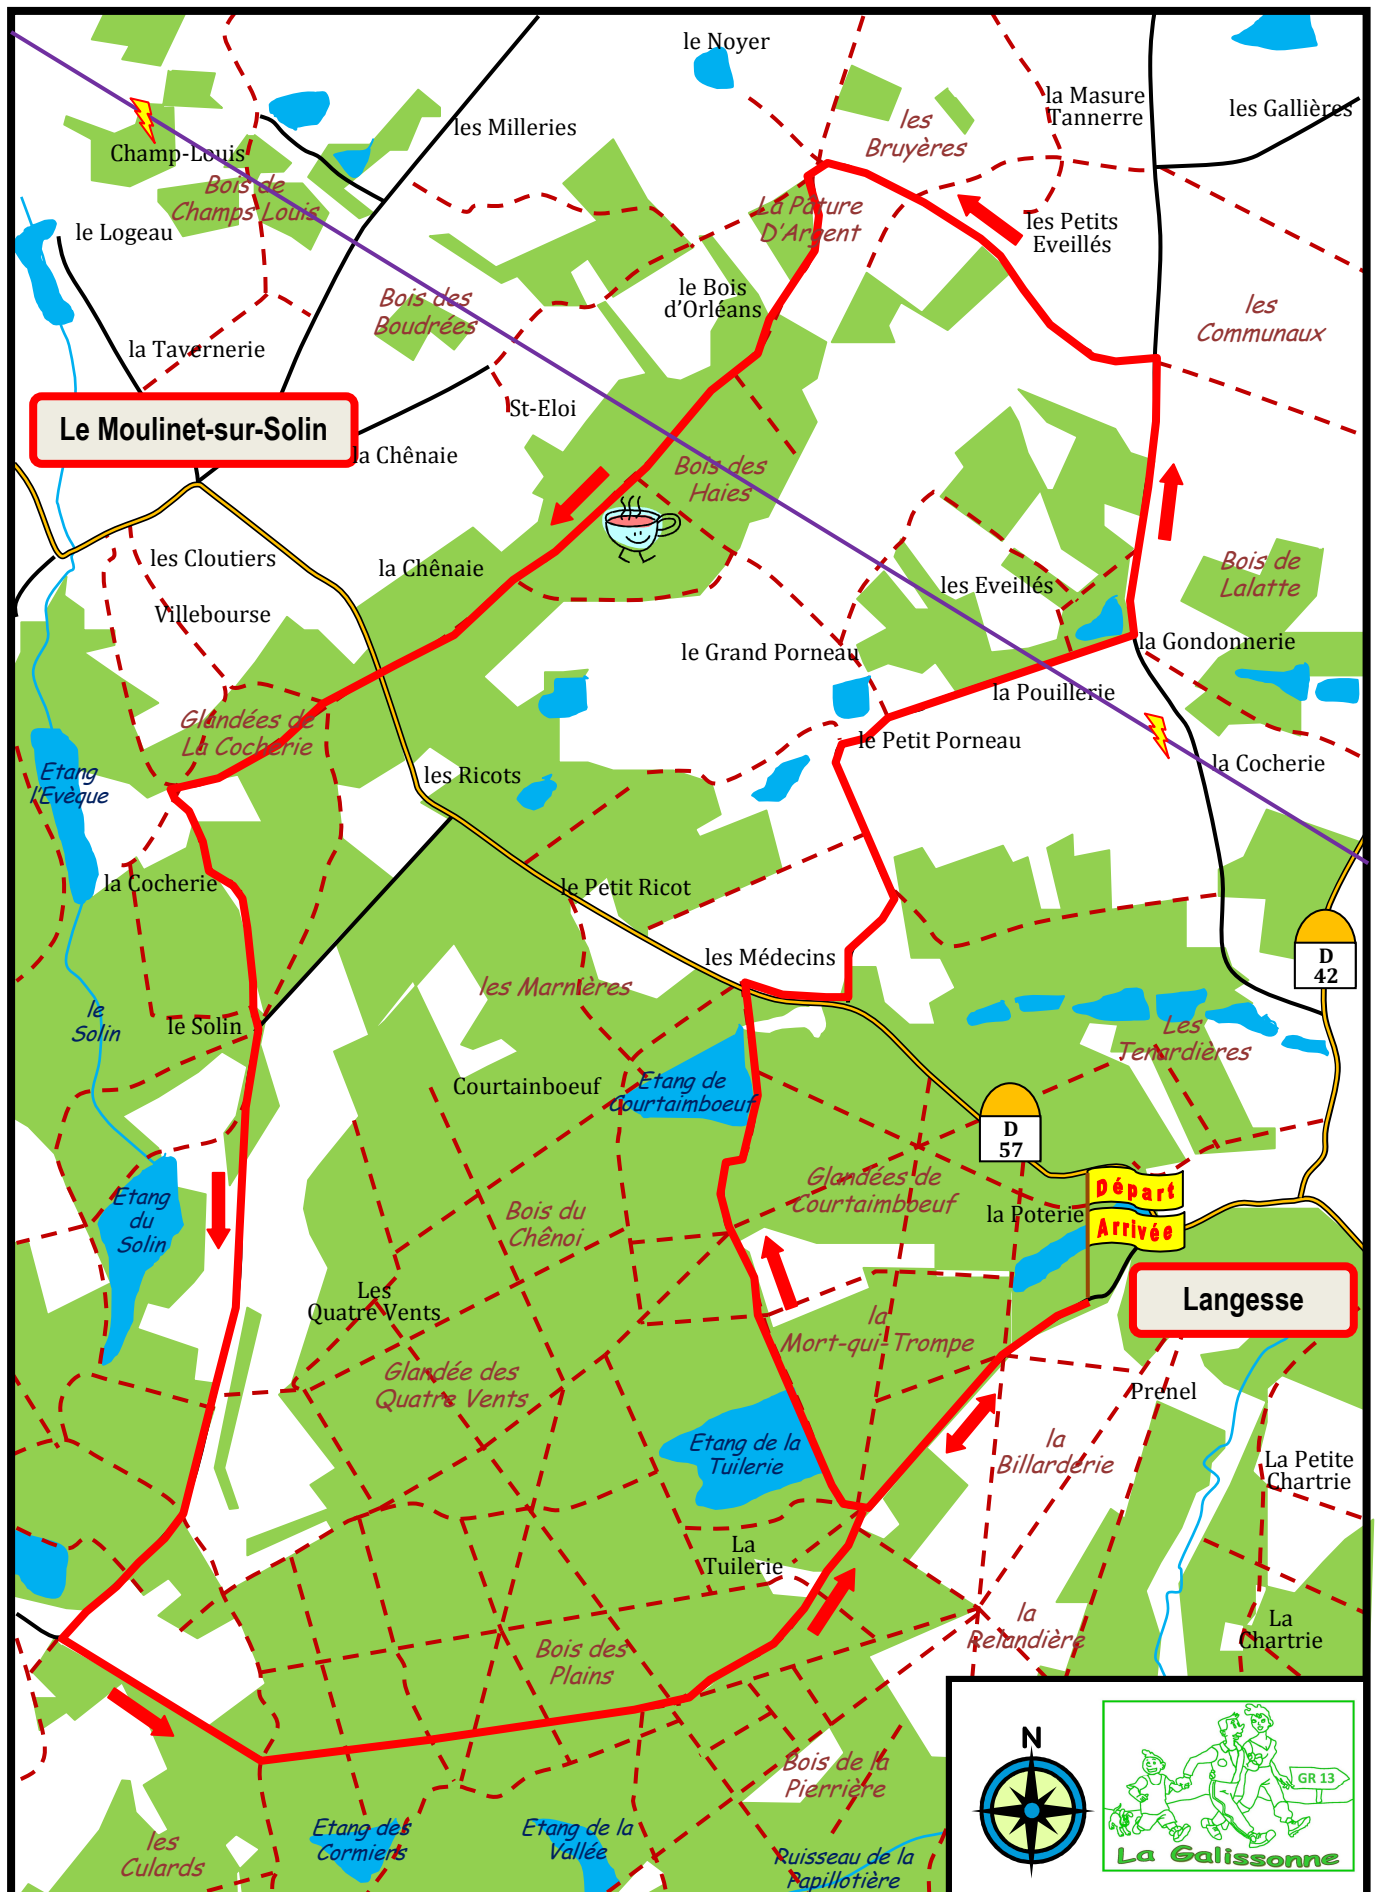 le Noyer
la Masure
Tannerre
les Gallières
les
Bruyères
les Milleries
Champ-Louis
Bois de
Champs Louis
le Logeau
La Pâture
D'Argent
les Petits
Eveillés
le Bois
d'Orléans
Bois des
Boudrées
les
Communaux
la Tavernerie
St-Eloi
Le Moulinet-sur-Solin
la Chênaie
Bois des
Haies
les Cloutiers
la Chênaie
les Eveillés
Bois de
Lalatte
Villebourse
la Gondonnerie
le Grand Porneau
la Pouillerie
Glandées de
La Cocherie
le Petit Porneau
la Cocherie
Etang
l'Evèque
les Ricots
la Cocherie
le Petit Ricot
les Médecins
D
42
les Marnières
le
Solin
le Solin
Les
Tenardières
Courtainboeuf
Etang de
Courtaimboeuf
D
57
Glandées de
Courtaimboeuf
Départ
Arrivée
la Poterie
Etang
du
Solin
Bois du
Chênoi
Les
Quatre Vents
Langesse
la
Mort-qui-Trompe
Glandée des
Quatre Vents
Prenel
Etang de la
Tuilerie
la
Billarderie
La Petite
Chartrie
La
Tuilerie
la
Relandière
La
Chartrie
Bois des
Plains
Bois de la
Pierrière
N
GR 13
La Galissonne
les
Culards
Etang des
Cormiers
Etang de la
Vallée
Ruisseau de la
Papillotière